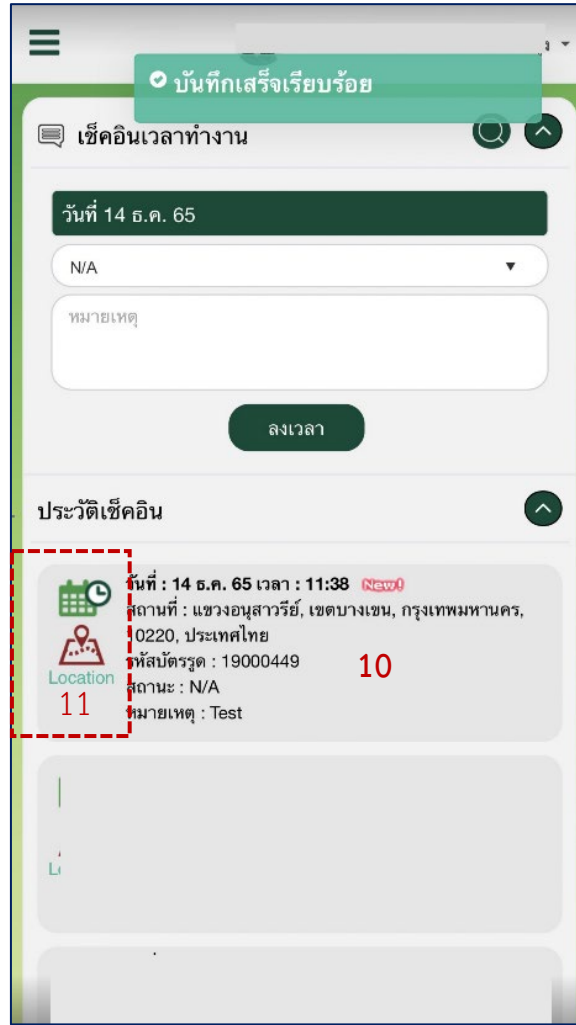 บันทึกเสร็จเรียบร้อย
เช็คอินเวลาทำงาน
วันที่ 14 ธ.ค. 65
N/A
หมายเหตุ
ลงเวลา
ประวัติเช็คอิน
วันที่ : 14 ธ.ค. 65 เวลา : 11:38 New!
สถานที่ : แขวงอนุสาวรีย์, เขตบางเขน, กรุงเทพมหานคร,
10220, ประเทศไทย
รหัสบัตรรูด : 19000449
10
Location
สถานะ : N/A
11
หมายเหตุ : Test